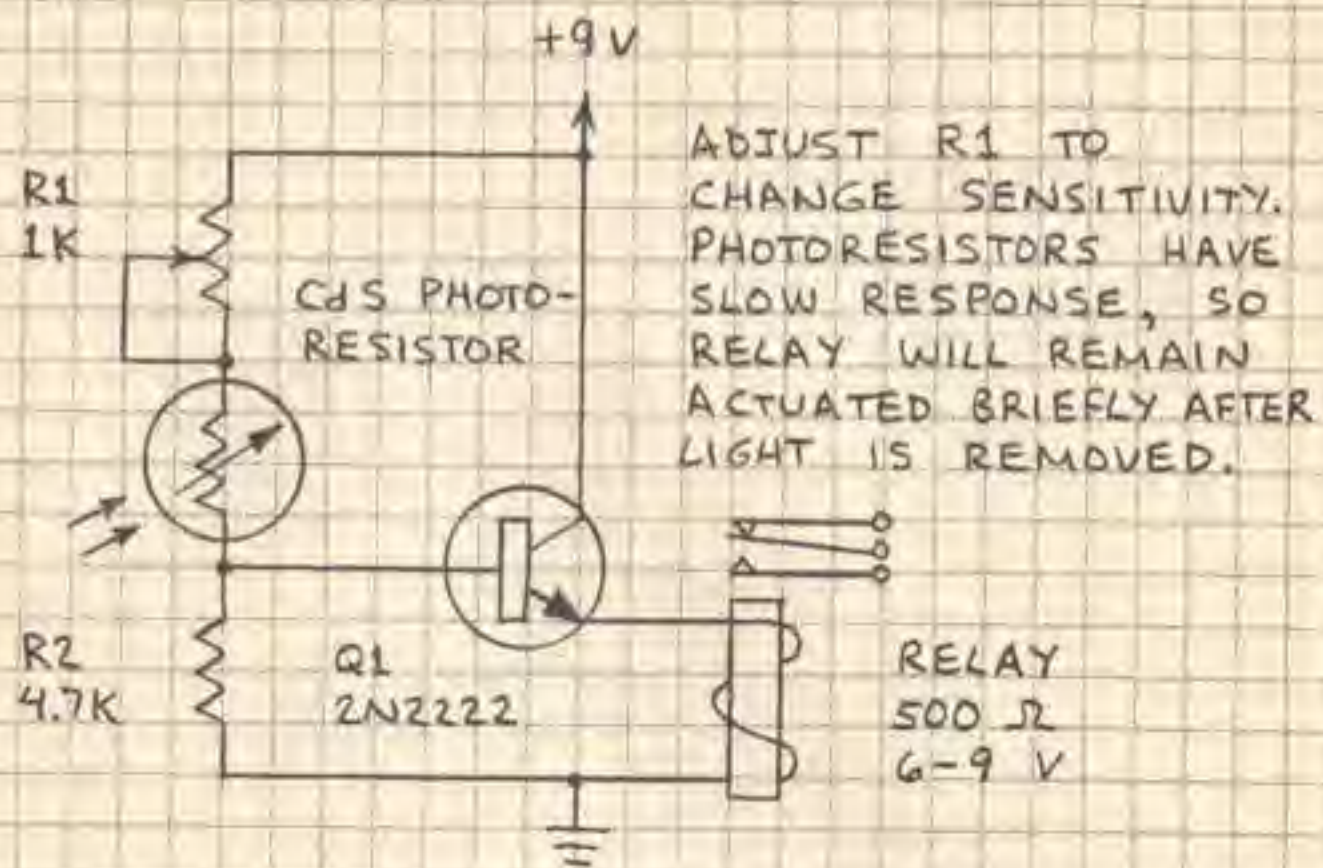 +9V
R1
1K
CdS PHOTO-
RESISTOR
ADJUST R1 TO
CHANGE SENSITIVITY.
PHOTORESISTORS HAVE
SLOW RESPONSE, SO
RELAY WILL REMAIN
ACTUATED BRIEFLY AFTER
LIGHT IS REMOVED.
R2
4.7K
Q1
2N2222
RELAY
500 Ω
6-9 V